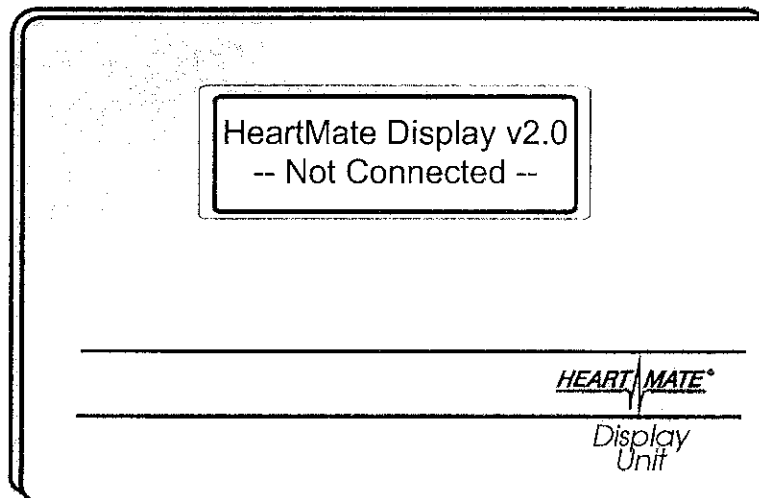 HeartMate Display v2.0
-- Not Connected --
HEART MATE®
Display
Unit